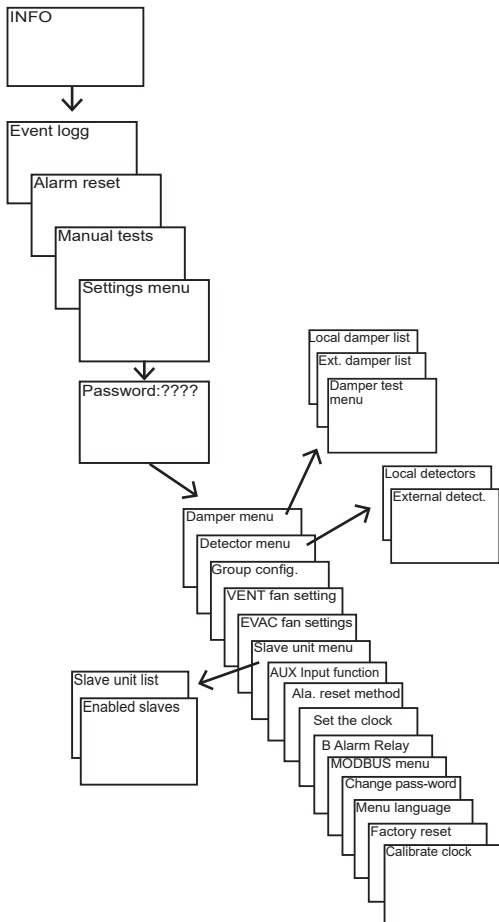 INFO
Event logg
Alarm reset
Manual tests
Settings menu
Password:????
Local damper list
Ext. damper list
Damper test
menu
Local detectors
External detect.
Damper menu
Detector menu
Group config.
VENT fan setting
EVAC fan settings
Slave unit menu
Slave unit list
Enabled slaves
AUX Input function
Ala. reset method
Set the clock
B Alarm Relay
MODBUS menu
Change pass-word
Menu language
Factory reset
Calibrate clock